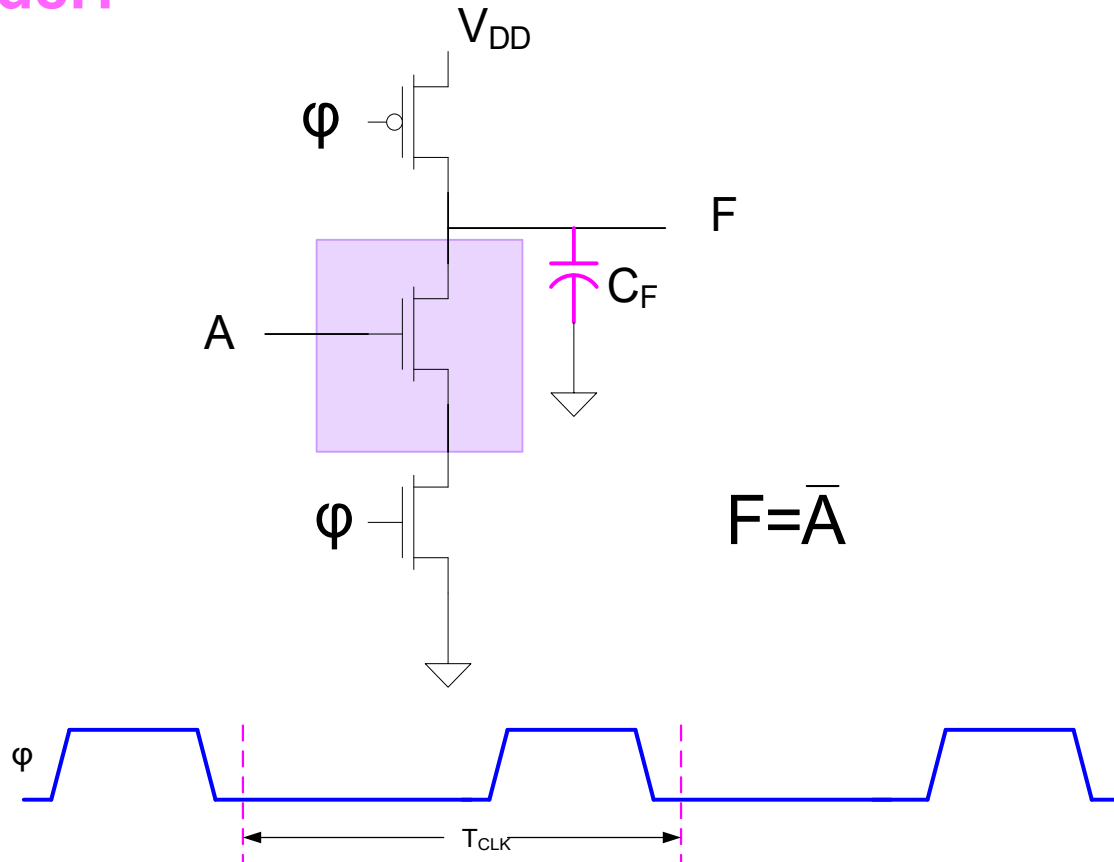 V_DD
φ
F
C_F
A
φ
F=A̅
φ
T_CLK